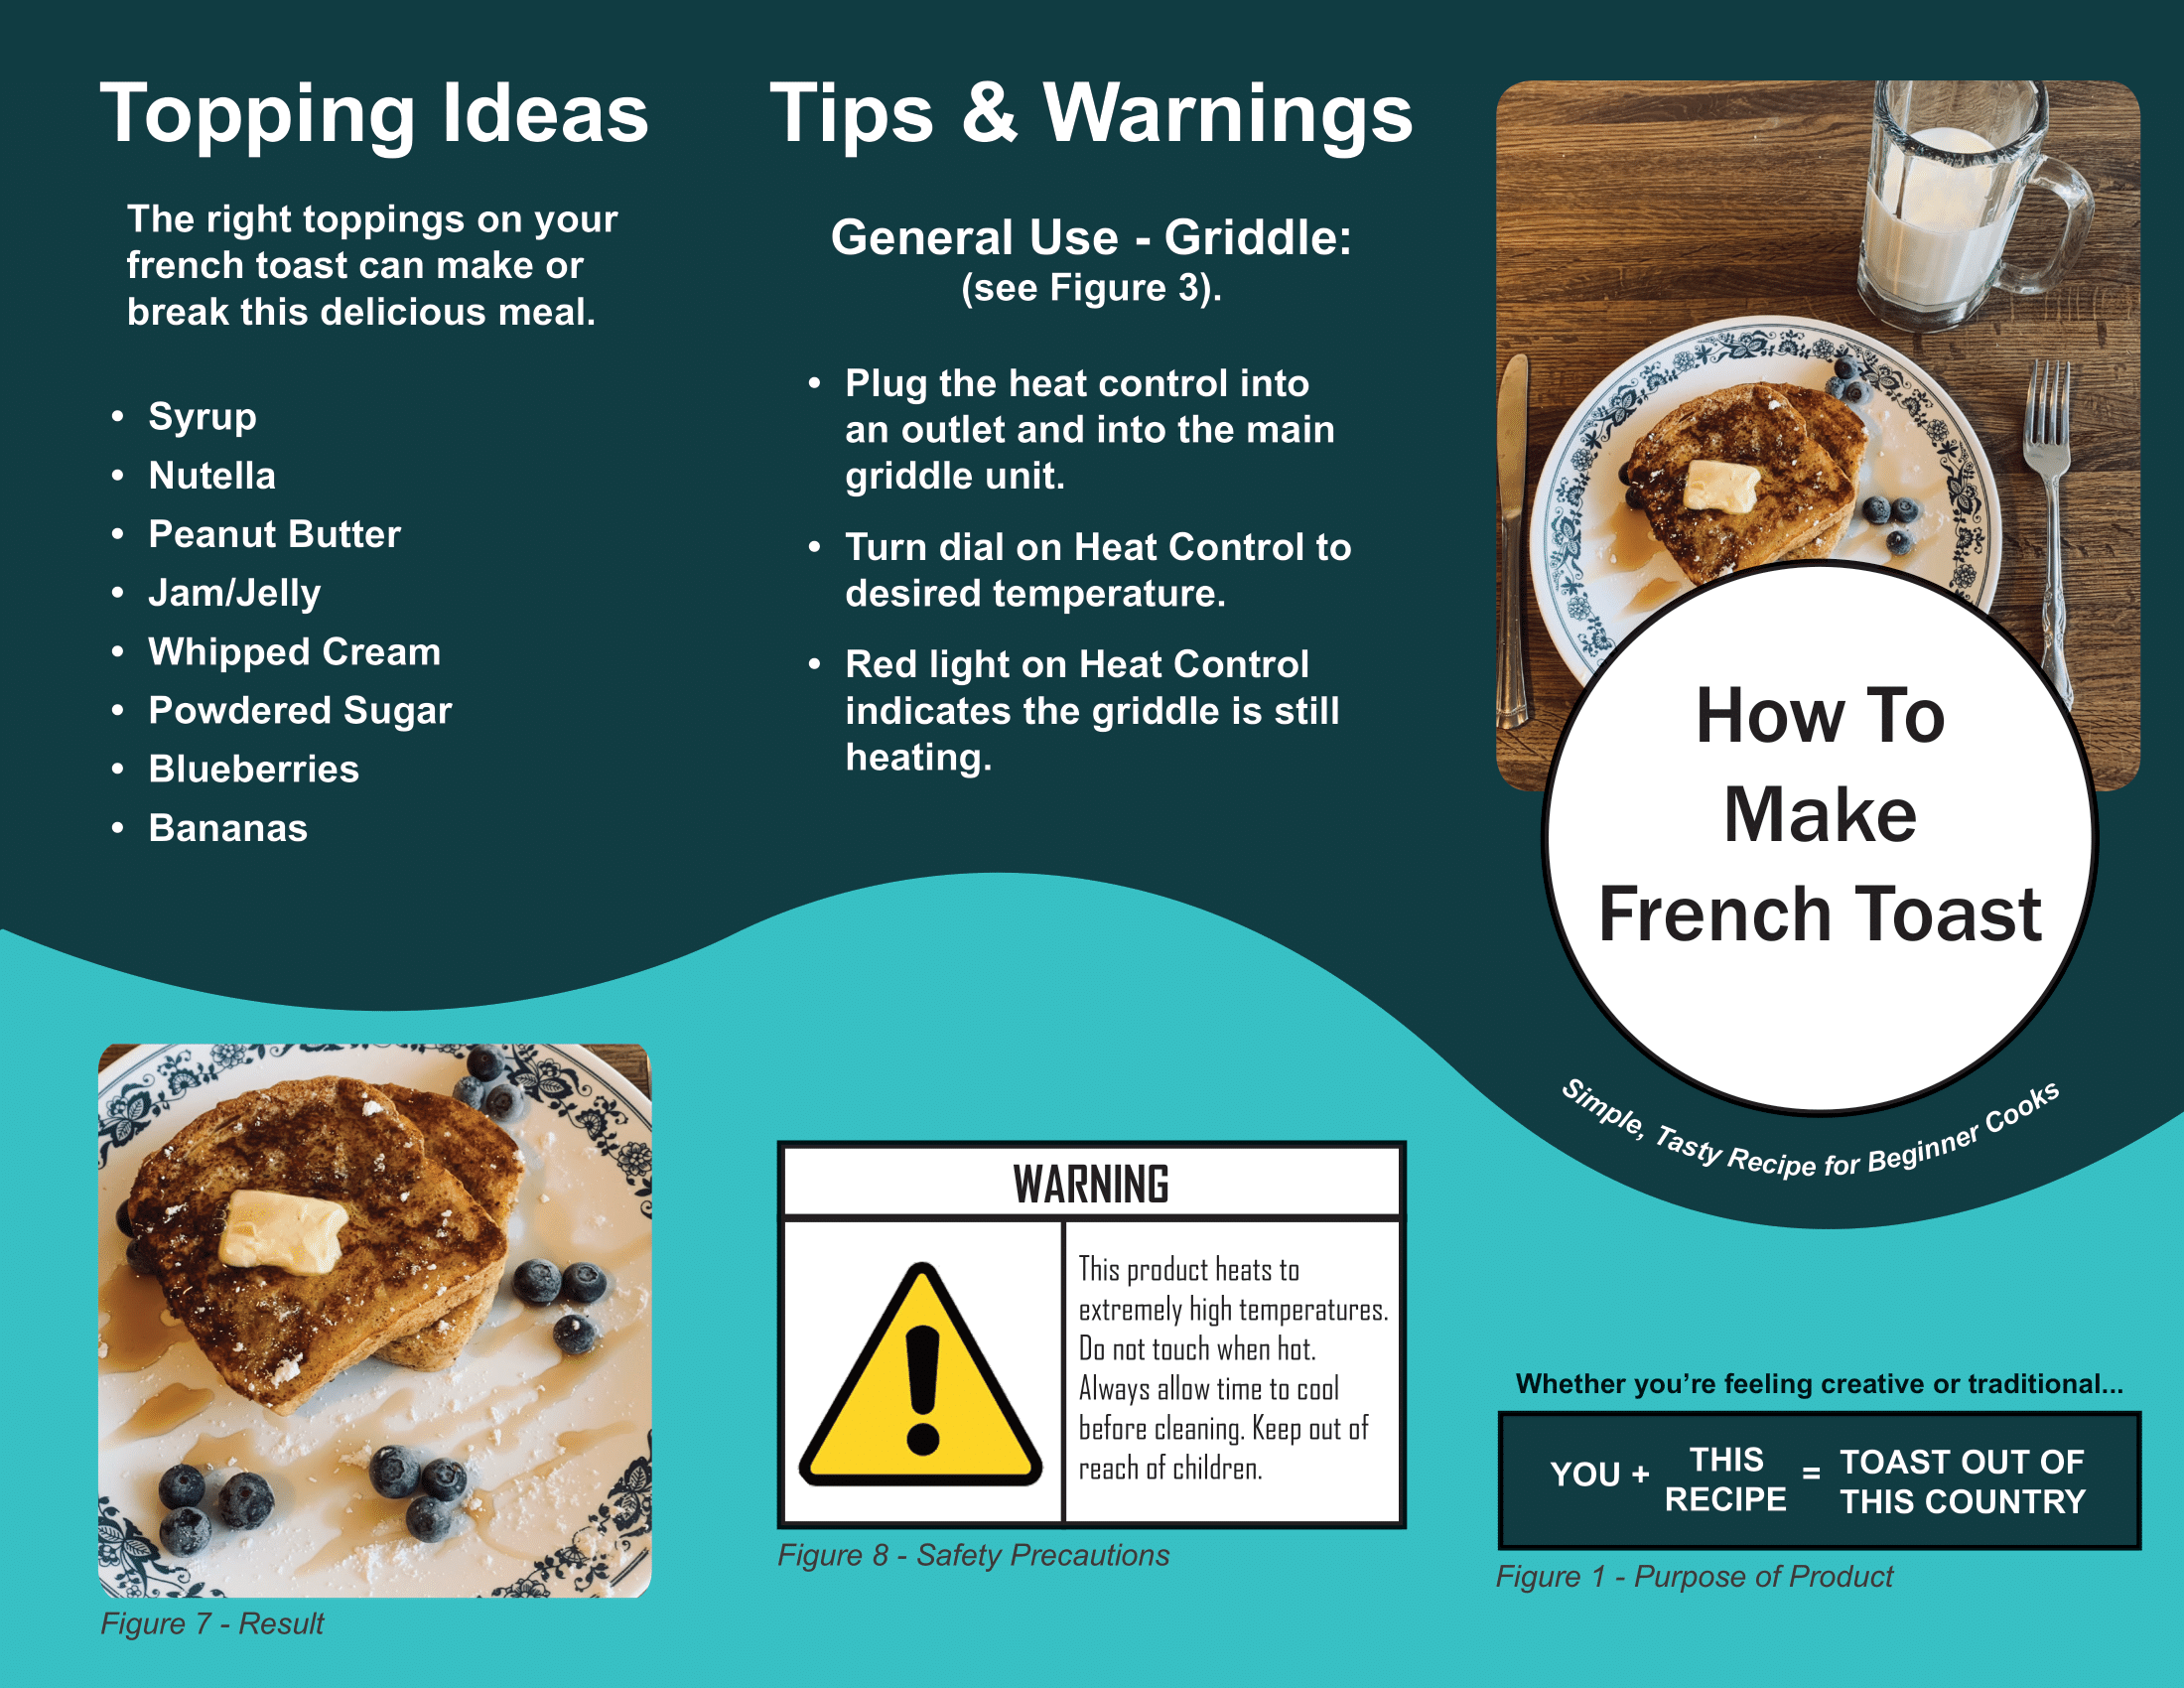 Topping Ideas
The right toppings on your
french toast can make or
break this delicious meal.
• Syrup
• Nutella
• Peanut Butter
• Jam/Jelly
• Whipped Cream
• Powdered Sugar
• Blueberries
• Bananas
Figure 7 - Result
Tips & Warnings
General Use - Griddle:
(see Figure 3).
• Plug the heat control into
an outlet and into the main
griddle unit.
• Turn dial on Heat Control to
desired temperature.
• Red light on Heat Control
indicates the griddle is still
heating.
WARNING
This product heats to
extremely high temperatures.
Do not touch when hot.
Always allow time to cool
before cleaning. Keep out of
reach of children.
Figure 8 - Safety Precautions
How To
Make
French Toast
Simple, Tasty Recipe for Beginner Cooks
Whether you’re feeling creative or traditional...
YOU + THIS RECIPE = TOAST OUT OF THIS COUNTRY
Figure 1 - Purpose of Product